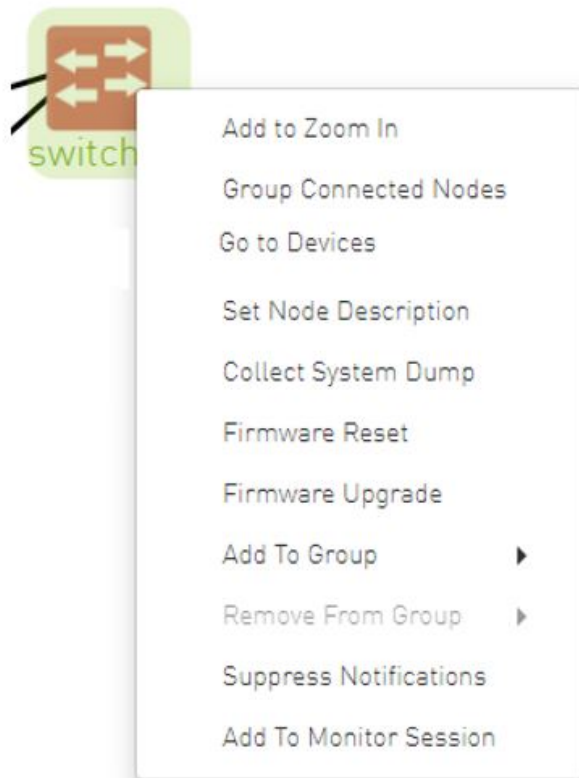 switch
Add to Zoom In
Group Connected Nodes
Go to Devices
Set Node Description
Collect System Dump
Firmware Reset
Firmware Upgrade
Add To Group
Remove From Group
Suppress Notifications
Add To Monitor Session